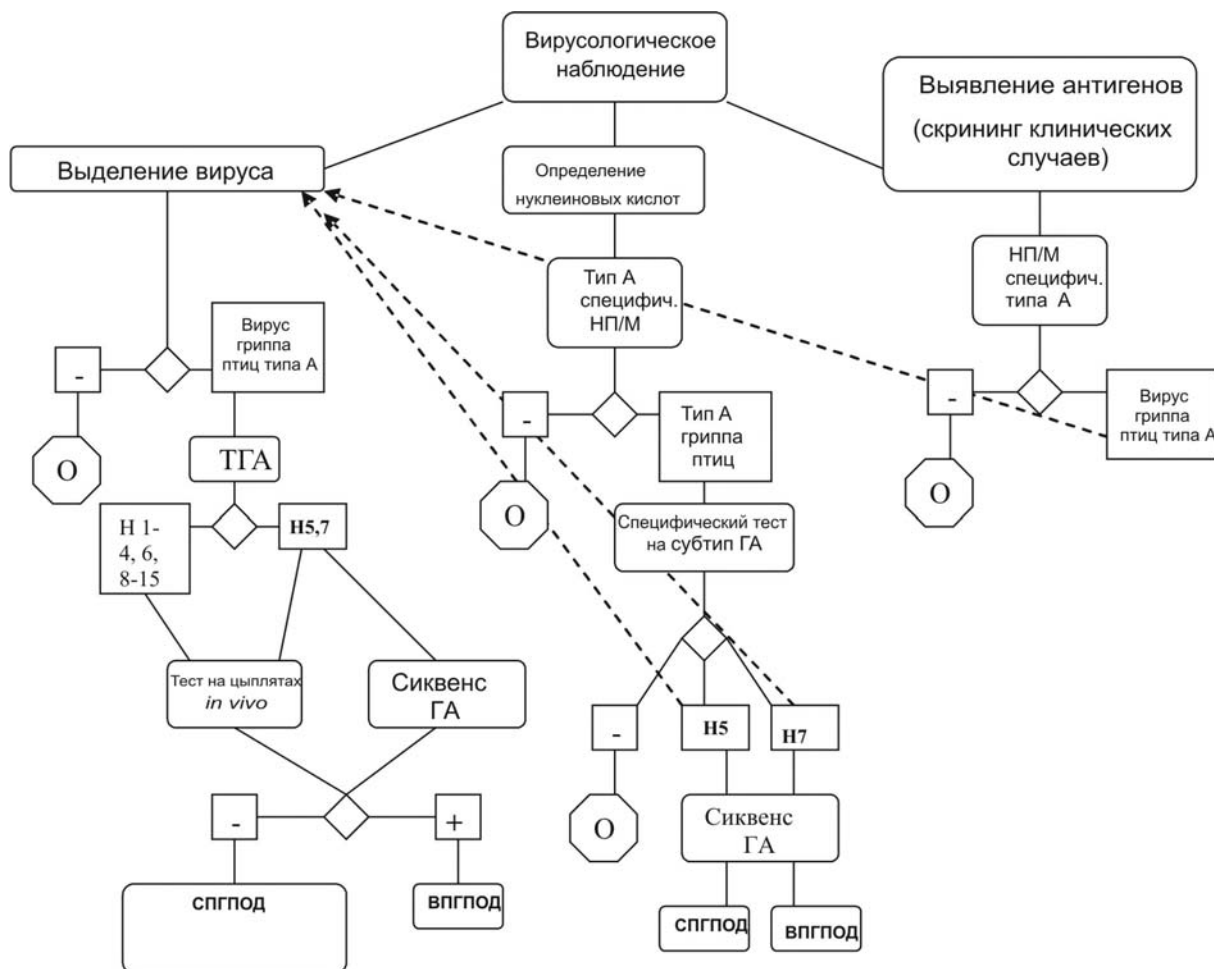 Вирусологическое
наблюдение
Выявление антигенов
(скрининг клинических
случаев)
Выделение вируса
Определение
нуклеиновых кислот
Тип А
специфич.
НП/М
НП/М
специфич.
типа А
Вирус
гриппа
птиц типа А
-
О
ТГА
Н 1-
4, 6,
8-15
Н5,7
Тест на цыплятах
in vivo
Сиквенс
ГА
-
+
СПГПОД
ВПГПОД
-
О
Тип А
гриппа
птиц
Специфический тест
на субтип ГА
-
Н5
Н7
О
Сиквенс
ГА
СПГПОД
ВПГПОД
-
О
Вирус
гриппа
птиц типа А